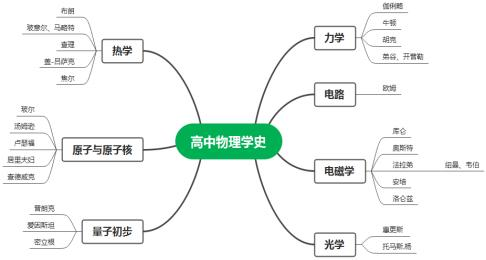 高中物理学史
热学
布朗
玻意尔、马略特
查理
盖-吕萨克
焦尔
原子与原子核
玻尔
汤姆逊
卢瑟福
居里夫妇
查德威克
量子初步
普朗克
爱因斯坦
密立根
力学
伽俐略
牛顿
胡克
第谷、开普勒
电路
欧姆
电磁学
库仑
奥斯特
法拉第
纽曼、韦伯
安培
洛仑兹
光学
惠更斯
托马斯.杨